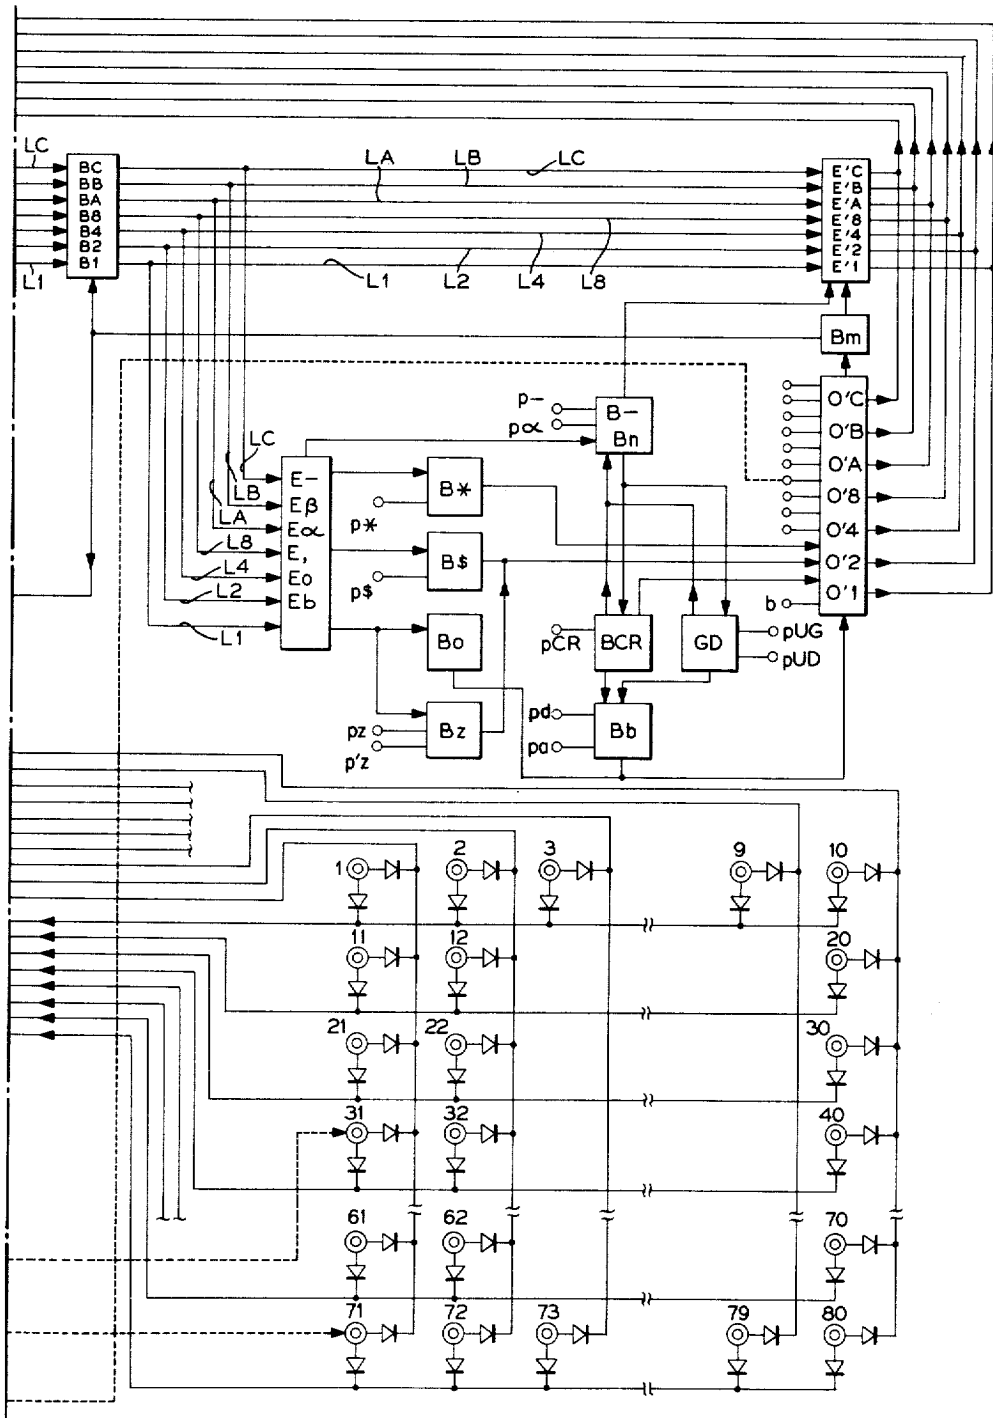 LC
LA
LB
LC
BC
BB
BA
B8
B4
B2
B1
E'C
E'B
E'A
E'8
E'4
E'2
E'1
L1
L1
L2
L4
L8
Bm
p-
pα
B-
Bn
O'C
O'B
O'A
O'8
O'4
O'2
O'1
LC
LB
LA
L8
L4
L2
L1
E-
Eβ
Eα
E,
Eo
Eb
B*
p*
B$
p$
Bo
pCR
BCR
GD
pUG
pUD
b
pz
p'z
Bz
pd
pa
Bb
1 2 3 9 10
11 12 20
21 22 30
31 32 40
61 62 70
71 72 73 79 80